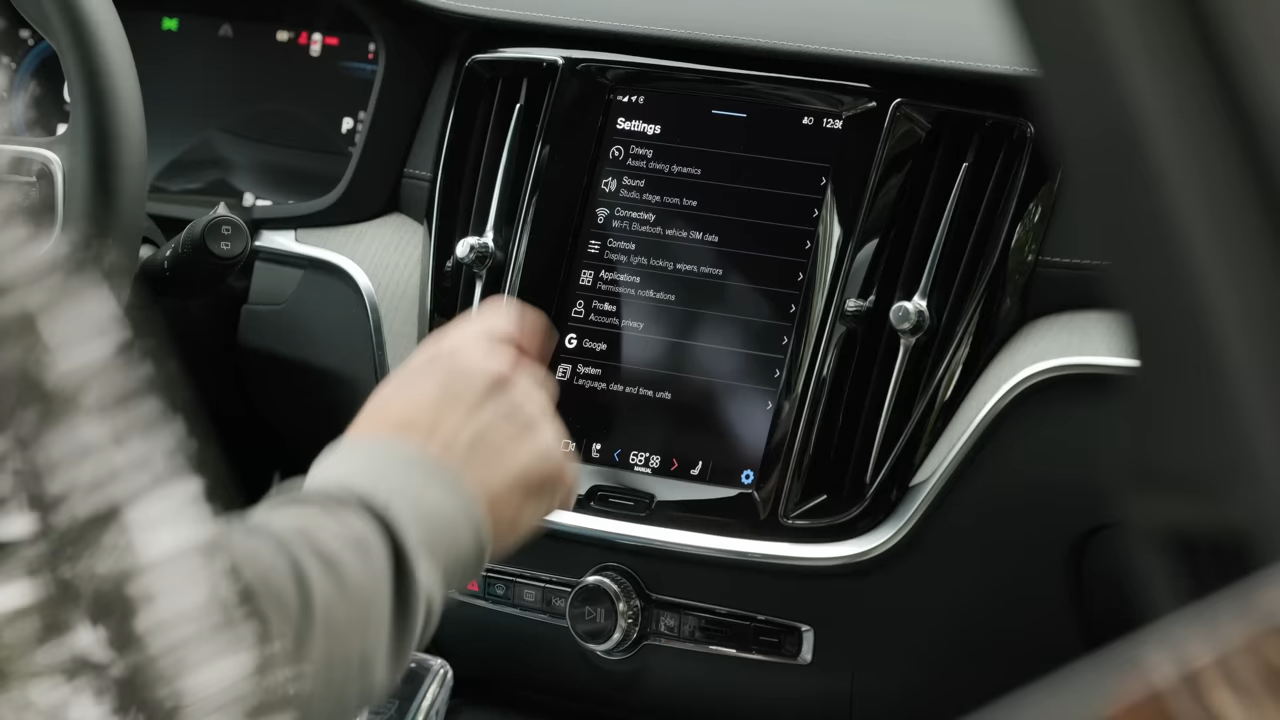 12:36
Settings
Driving
Assist, driving dynamics
Sound
Studio, stage, room, tone
Connectivity
Wi-Fi, Bluetooth, vehicle SIM data
Controls
Display, lights, locking, wipers, mirrors
Applications
Permissions, notifications
Profiles
Accounts, privacy
G Google
System
Language, date and time, units
68°
MANUAL
P